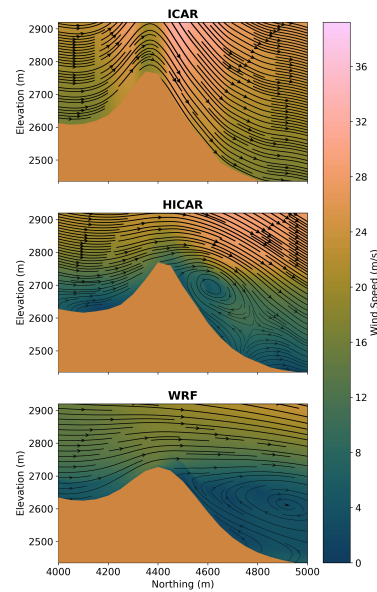 ICAR
2900
2800
2700
2600
2500
Elevation (m)
HICAR
2900
2800
2700
2600
2500
Elevation (m)
WRF
2900
2800
2700
2600
2500
Elevation (m)
4000 4200 4400 4600 4800 5000
Northing (m)
36
32
28
24
20
16
12
8
4
0
Wind Speed (m/s)